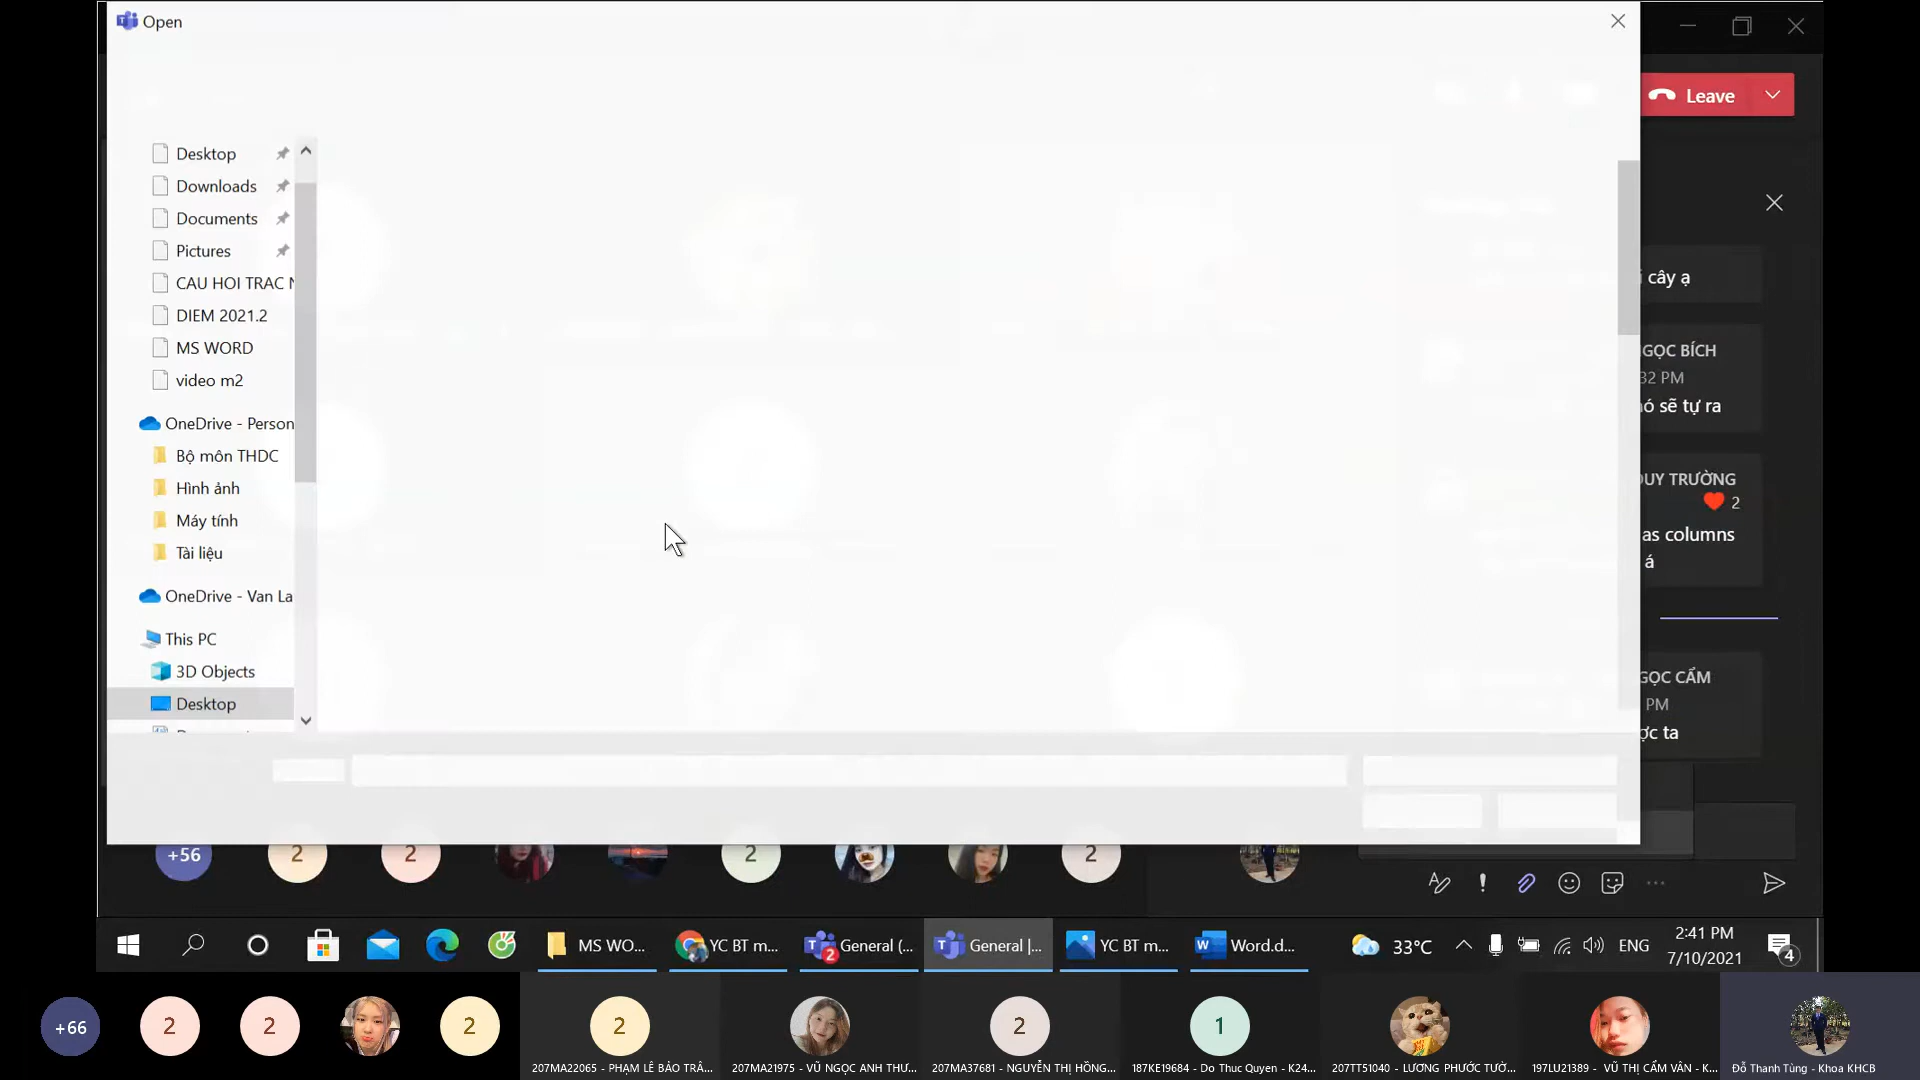 Open
Leave
Desktop
Downloads
Documents
Pictures
CAU HOI TRAC N
DIEM 2021.2
MS WORD
video m2
OneDrive - Person
Bộ môn THDC
Hình ảnh
Máy tính
Tài liệu
OneDrive - Van La
This PC
3D Objects
Desktop
i cây ạ
GỌC BÍCH
32 PM
ó sẽ tự ra
DUY TRƯỜNG
2
as columns
á
GỌC CẨM
PM
ợc ta
+56
2
2
2
2
MS WO...
YC BT m...
2
General (...
General |...
YC BT m...
Word.d...
33°C
ENG
2:41 PM
7/10/2021
4
+66
2
2
2
2
2
1
207MA22065 - PHẠM LÊ BẢO TRÂ...
207MA21975 - VŨ NGỌC ANH THƯ...
207MA37681 - NGUYỄN THỊ HỒNG...
187KE19684 - Do Thuc Quyen - K24...
207TT51040 - LƯƠNG PHƯỚC TƯỜ...
197LU21389 - VŨ THỊ CẨM VÂN - K...
Đỗ Thanh Tùng - Khoa KHCB